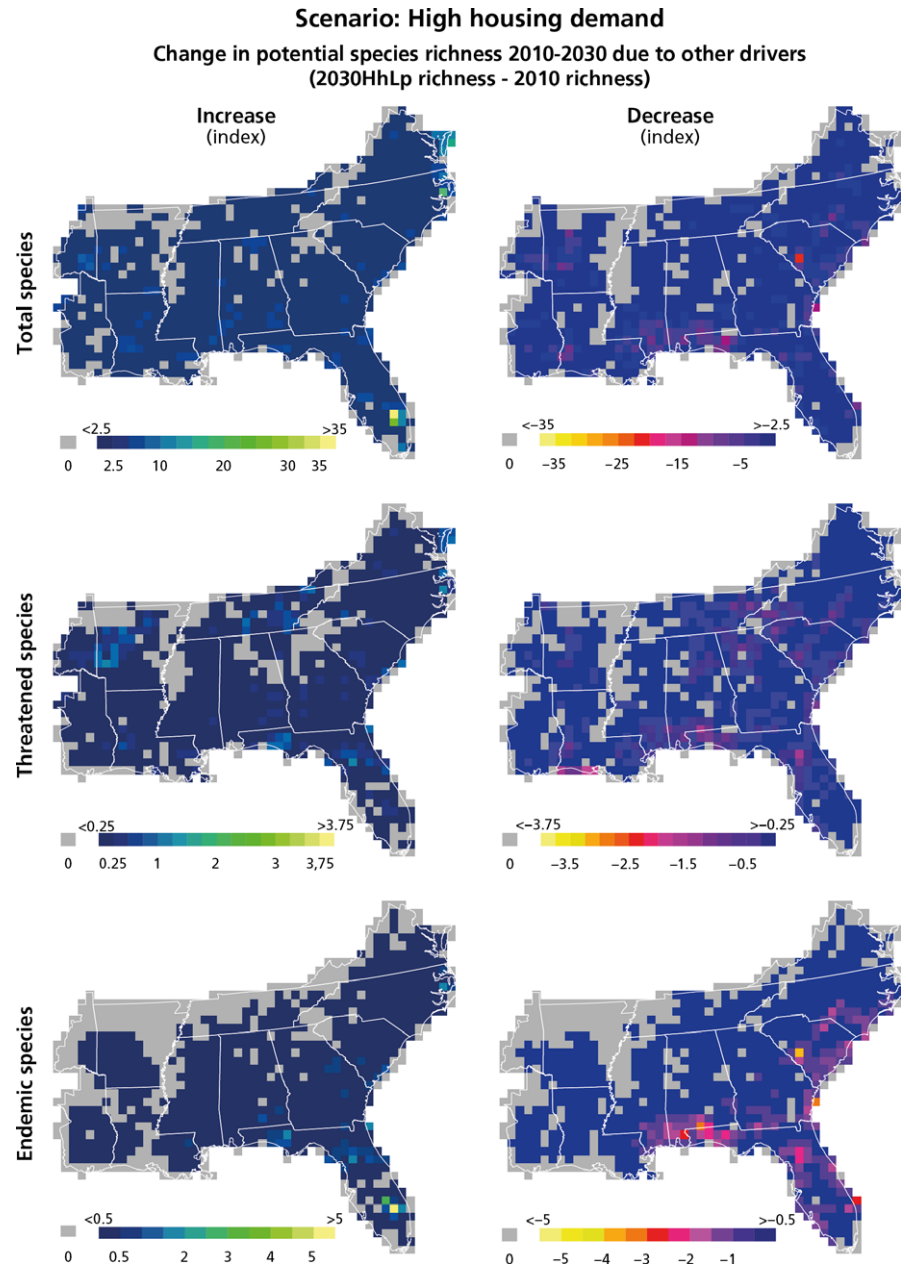 Scenario: High housing demand
Change in potential species richness 2010-2030 due to other drivers
(2030HhLp richness - 2010 richness)
Increase
(index)
Decrease
(index)
Total species
<2.5 >35
0 2.5 10 20 30 35
<−35 >−2.5
0 −35 −25 −15 −5
Threatened species
<0.25 >3.75
0 0.25 1 2 3 3,75
<−3.75 >−0.25
0 −3.5 −2.5 −1.5 −0.5
Endemic species
<0.5 >5
0 0.5 2 3 4 5
<−5 >−0.5
0 −5 −4 −3 −2 −1